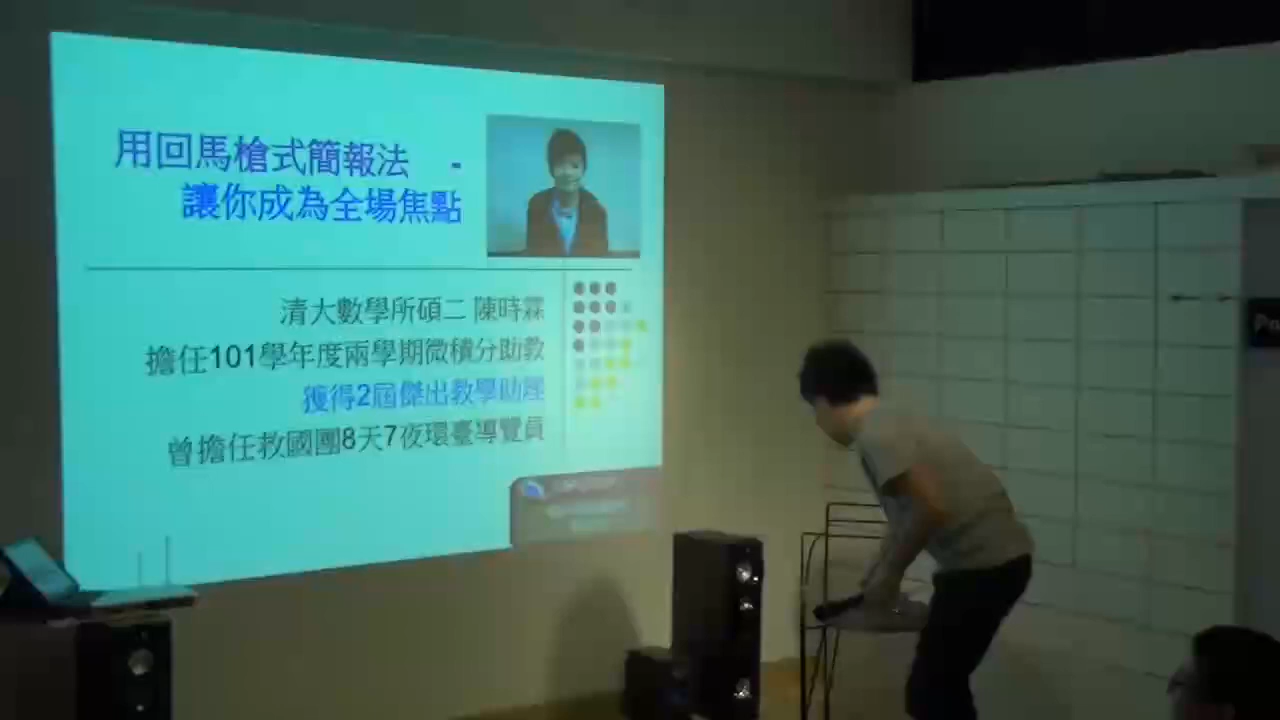 用回馬槍式簡報法 -
讓你成為全場焦點
清大數學所碩二 陳時霖
擔任101學年度兩學期微積分助教
獲得2屆傑出教學助理
曾擔任救國團8天7夜環臺導覽員